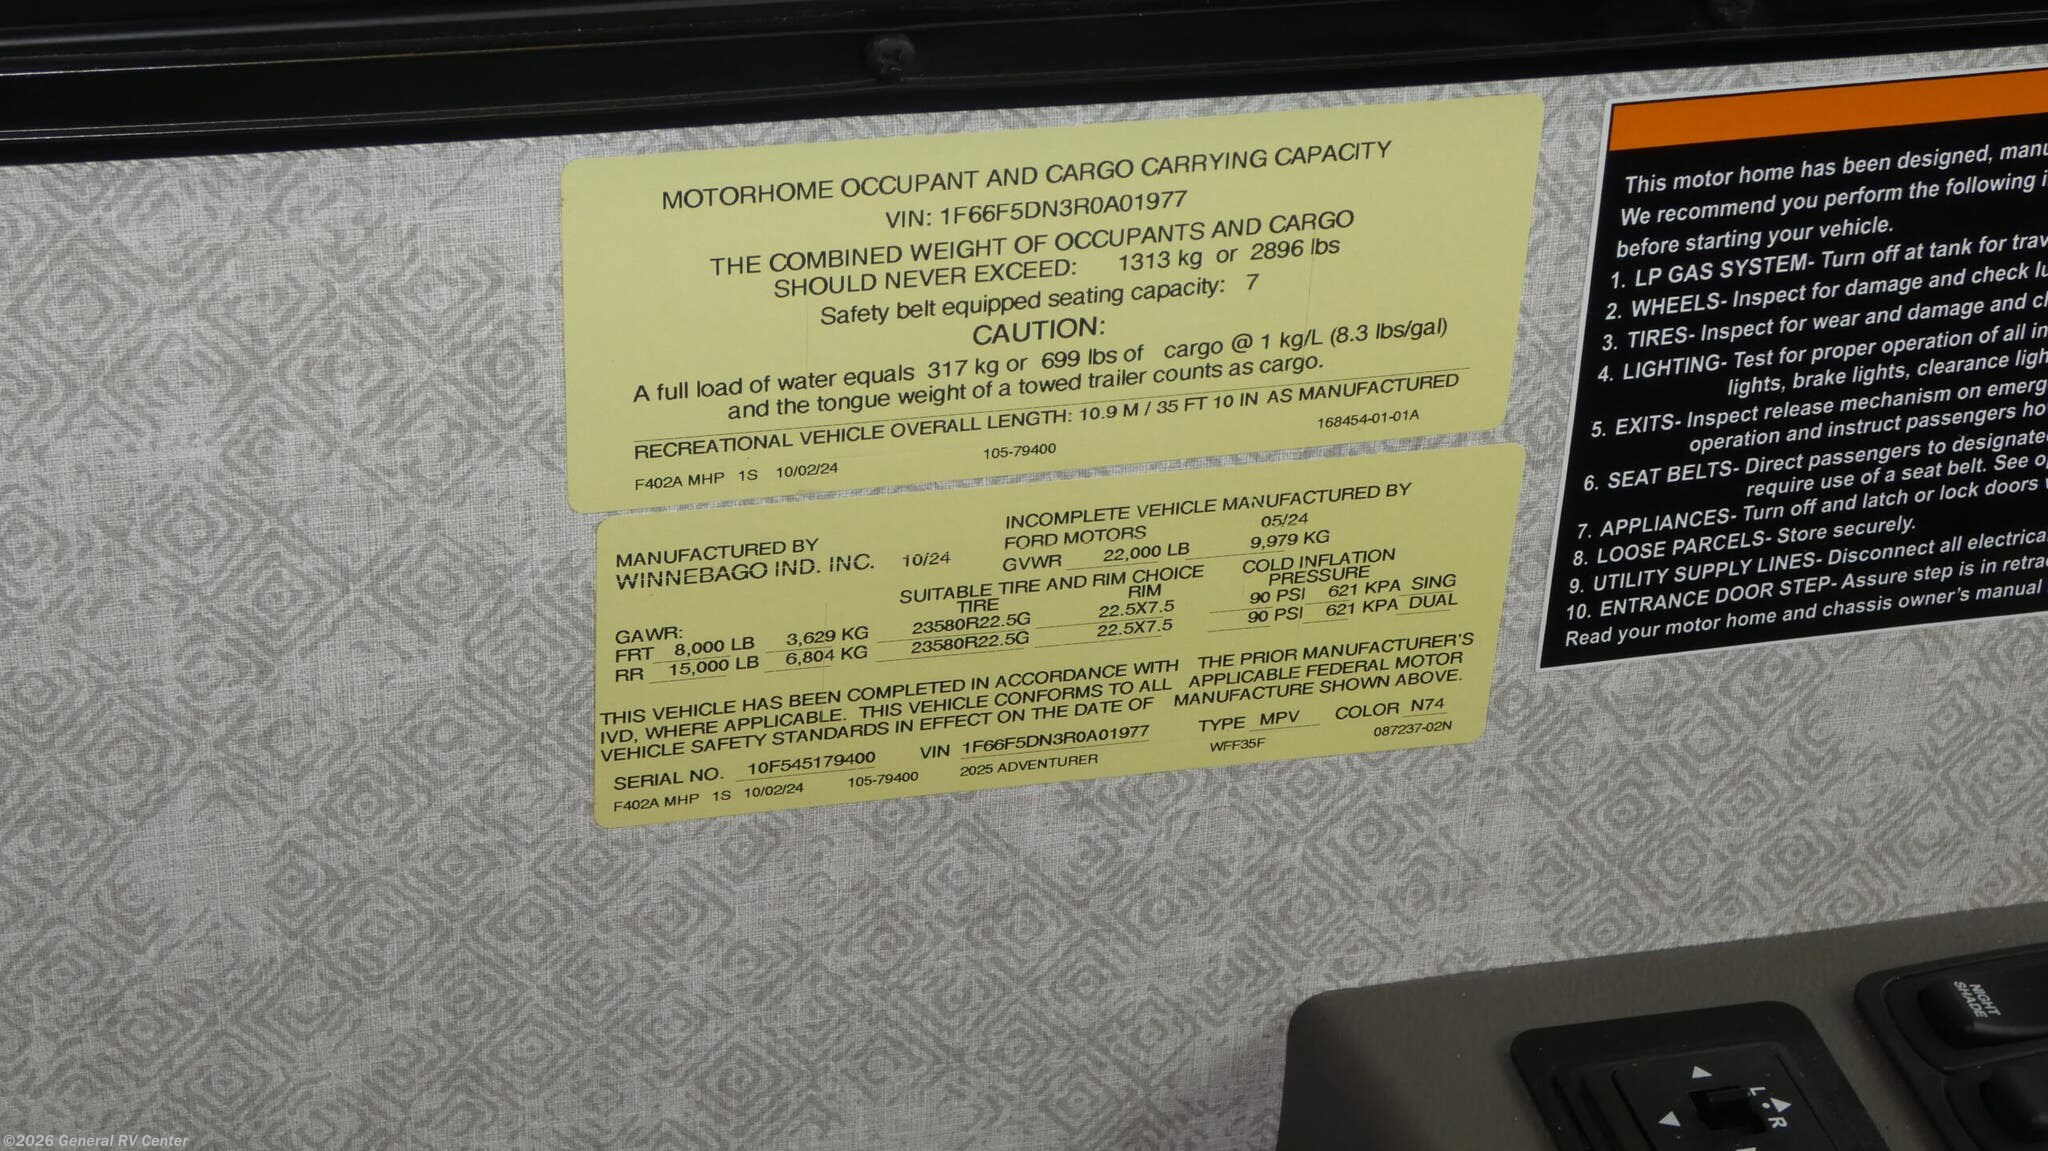 MOTORHOME OCCUPANT AND CARGO CARRYING CAPACITY
VIN: 1F66F5DN3R0A01977
THE COMBINED WEIGHT OF OCCUPANTS AND CARGO
SHOULD NEVER EXCEED: 1313 kg or 2896 lbs
Safety belt equipped seating capacity: 7
CAUTION:
A full load of water equals 317 kg or 699 lbs of cargo @ 1 kg/L (8.3 lbs/gal)
and the tongue weight of a towed trailer counts as cargo.
RECREATIONAL VEHICLE OVERALL LENGTH: 10.9 M / 35 FT 10 IN AS MANUFACTURED
F402A MHP 1S 10/02/24 105-79400 168454-01-01A
MANUFACTURED BY
WINNEBAGO IND. INC. 10/24
INCOMPLETE VEHICLE MANUFACTURED BY
FORD MOTORS 05/24
GVWR 22,000 LB 9,979 KG
SUITABLE TIRE AND RIM CHOICE
COLD INFLATION
TIRE RIM PRESSURE
GAWR:
FRT 8,000 LB 3,629 KG 23580R22.5G 22.5X7.5 90 PSI 621 KPA SING
RR 15,000 LB 6,804 KG 23580R22.5G 22.5X7.5 90 PSI 621 KPA DUAL
THIS VEHICLE HAS BEEN COMPLETED IN ACCORDANCE WITH THE PRIOR MANUFACTURER'S
IVD, WHERE APPLICABLE. THIS VEHICLE CONFORMS TO ALL APPLICABLE FEDERAL MOTOR
VEHICLE SAFETY STANDARDS IN EFFECT ON THE DATE OF MANUFACTURE SHOWN ABOVE.
SERIAL NO. 10F545179400 VIN 1F66F5DN3R0A01977 TYPE MPV COLOR N74
F402A MHP 1S 10/02/24 105-79400 2025 ADVENTURER WFF35F 087237-02N
This motor home has been designed,
We recommend you perform the following
before starting your vehicle.
1. LP GAS SYSTEM- Turn off at tank for
2. WHEELS- Inspect for damage and check
3. TIRES- Inspect for wear and damage and
4. LIGHTING- Test for proper operation of all
lights, brake lights, clearance
5. EXITS- Inspect release mechanism on
operation and instruct passengers
6. SEAT BELTS- Direct passengers to
require use of a seat belt. See
7. APPLIANCES- Turn off and latch or lock doors
8. LOOSE PARCELS- Store securely.
9. UTILITY SUPPLY LINES- Disconnect all
10. ENTRANCE DOOR STEP- Assure step is in
Read your motor home and chassis owner's manual
NIGHT
SHADE
L R
©2026 General RV Center